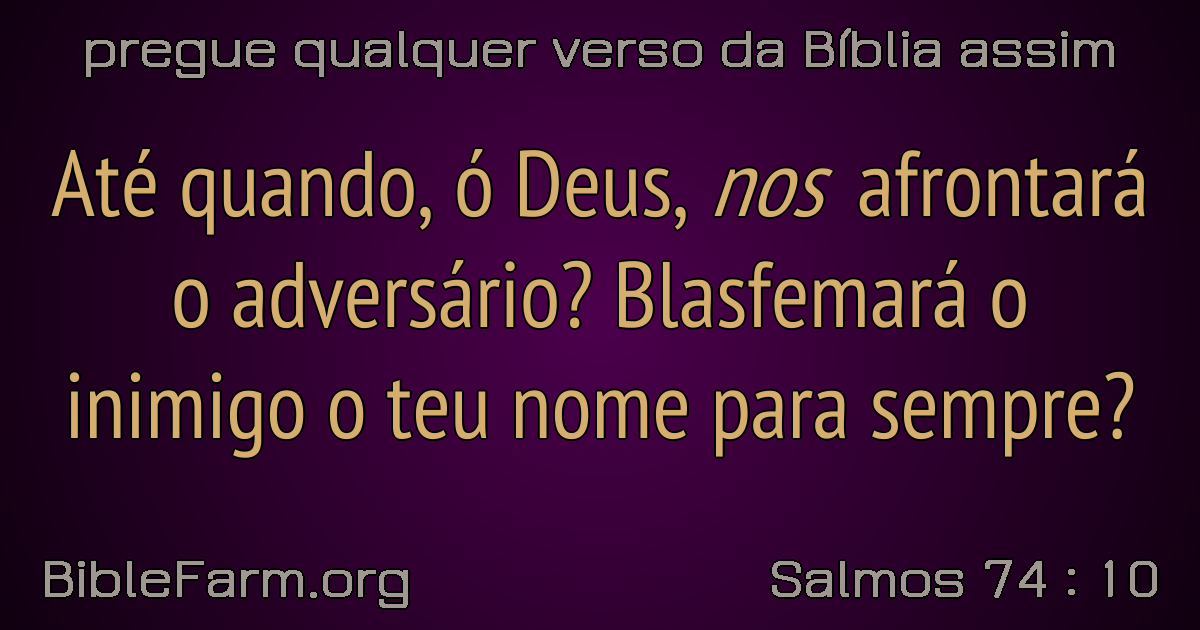 pregue qualquer verso da Bíblia assim
Até quando, ó Deus, nos afrontará
o adversário? Blasfemará o
inimigo o teu nome para sempre?
BibleFarm.org
Salmos 74 : 10